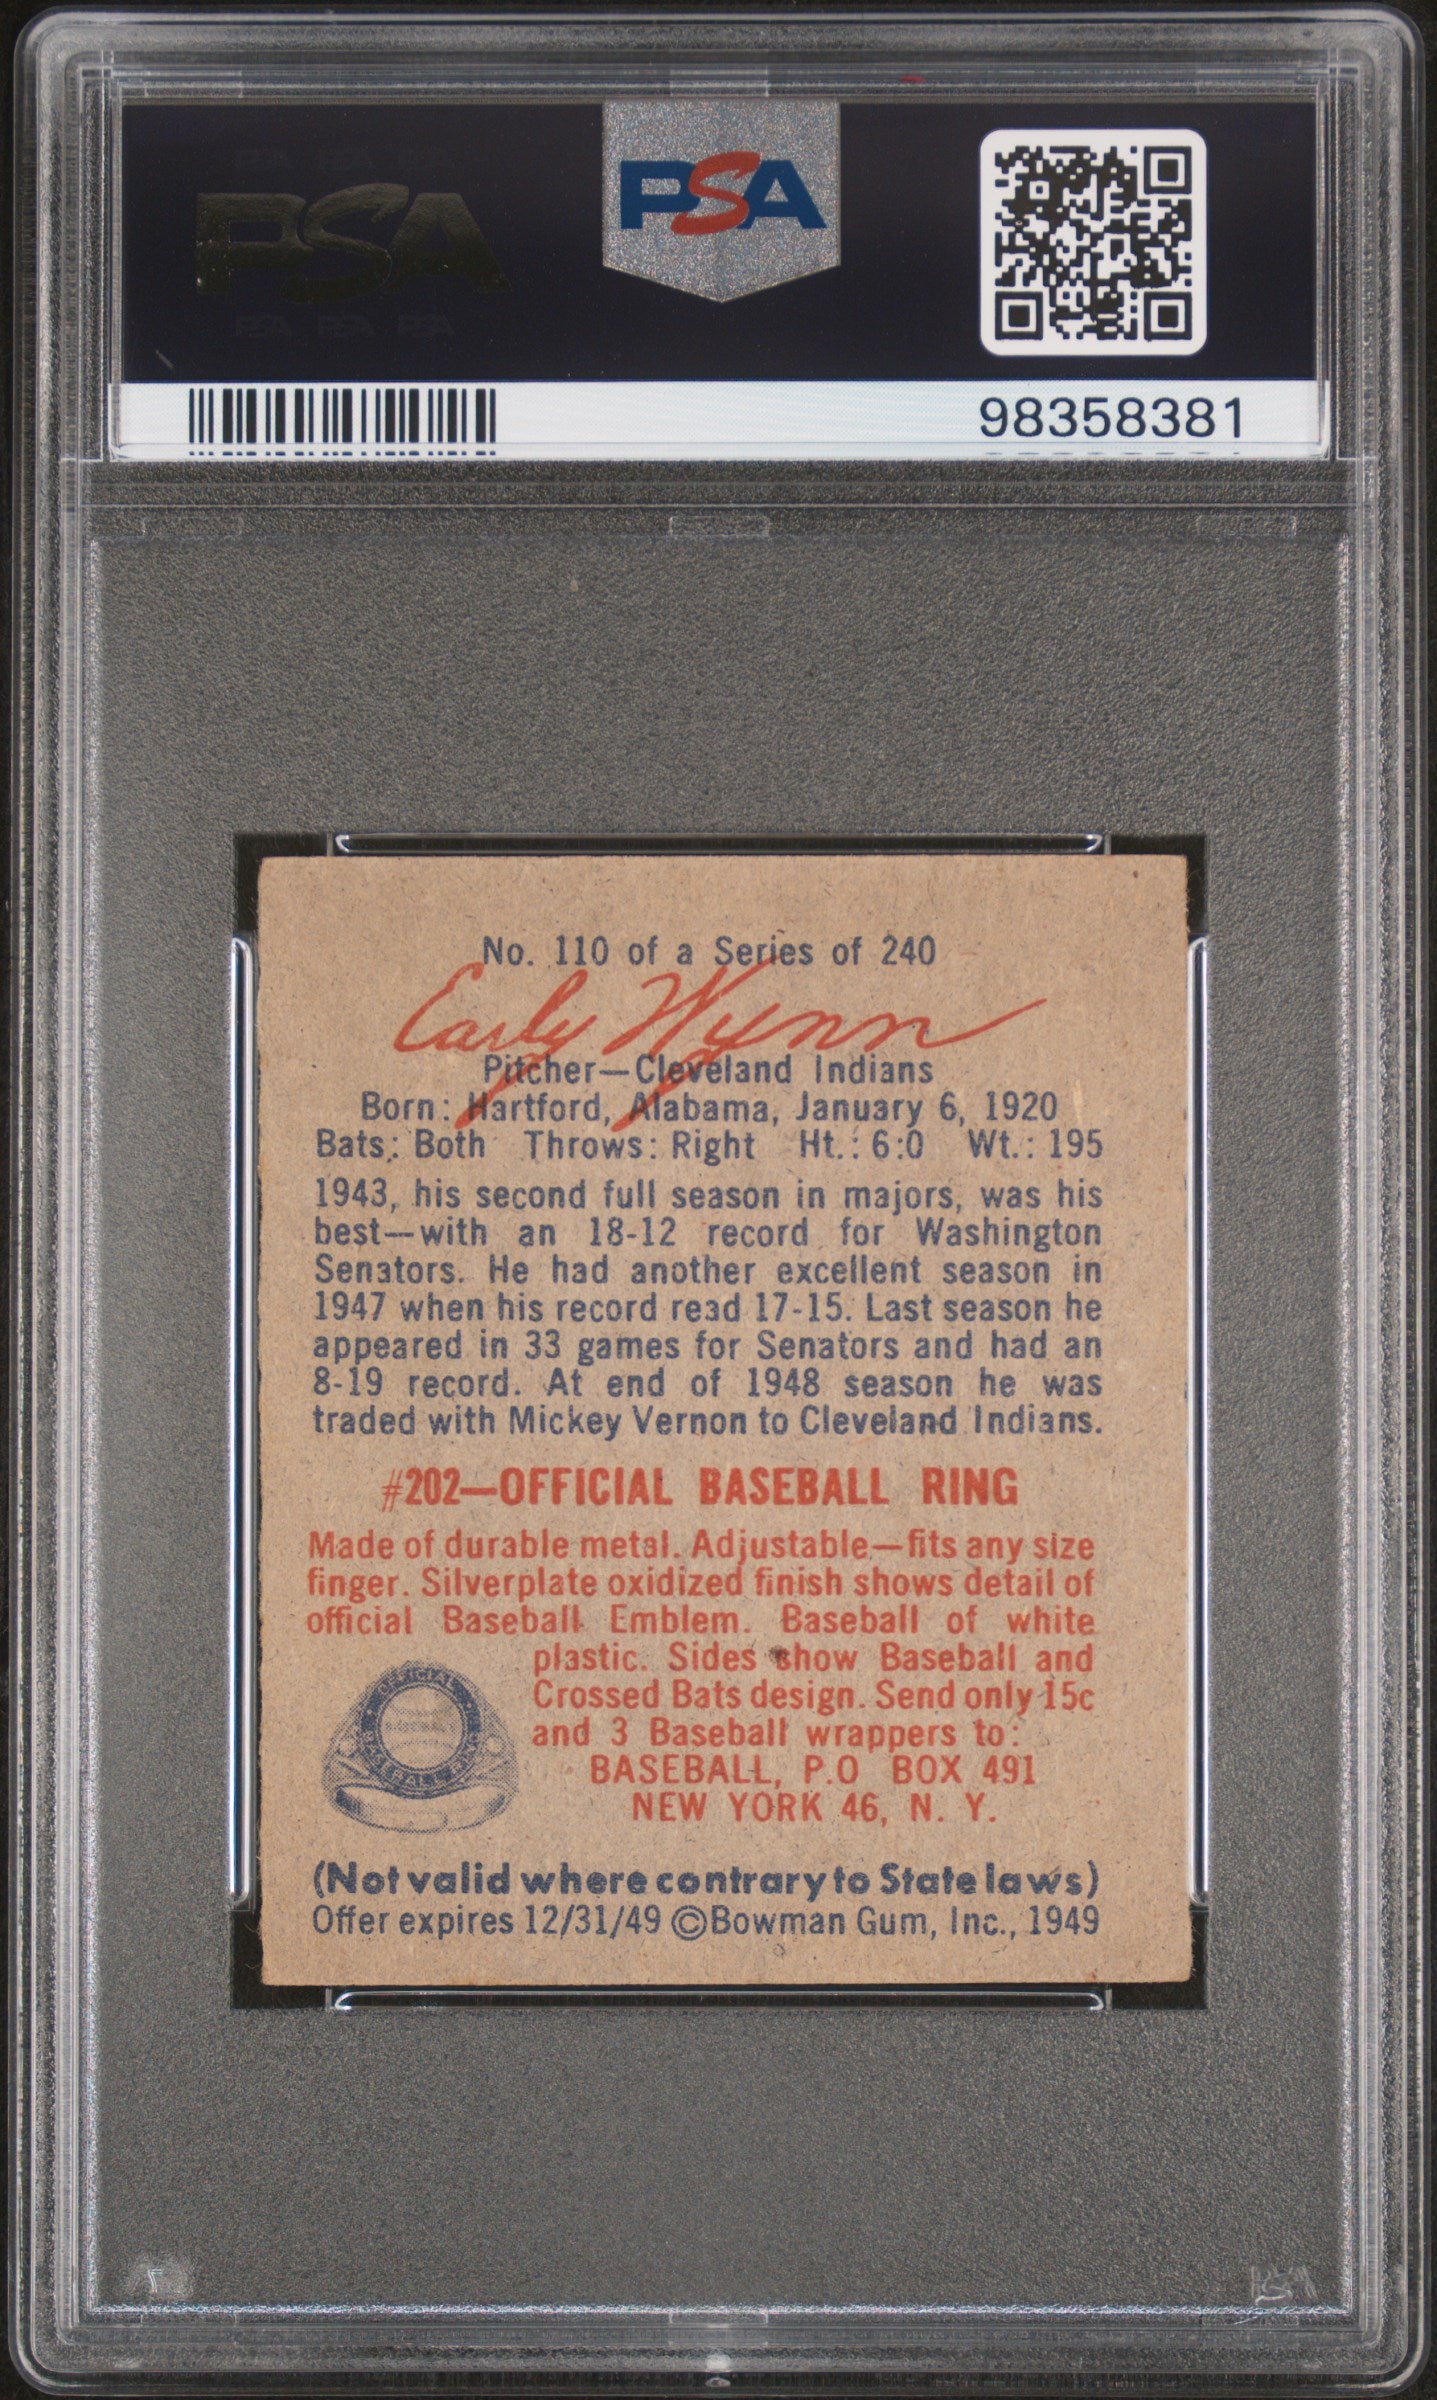 PSA
PSA
98358381
No. 110 of a Series of 240
Early Wynn
Pitcher—Cleveland Indians
Born: Hartford, Alabama, January 6, 1920
Bats: Both Throws: Right Ht.: 6:0 Wt.: 195
1943, his second full season in majors, was his
best—with an 18-12 record for Washington
Senators. He had another excellent season in
1947 when his record read 17-15. Last season he
appeared in 33 games for Senators and had an
8-19 record. At end of 1948 season he was
traded with Mickey Vernon to Cleveland Indians.
#202—OFFICIAL BASEBALL RING
Made of durable metal. Adjustable—fits any size
finger. Silverplate oxidized finish shows detail of
official Baseball Emblem. Baseball of white
plastic. Sides show Baseball and
Crossed Bats design. Send only 15c
and 3 Baseball wrappers to:
BASEBALL, P.O BOX 491
NEW YORK 46, N. Y.
OFFICIAL
BASEBALL RING
(Not valid where contrary to State laws)
Offer expires 12/31/49 ©Bowman Gum, Inc., 1949
PSA